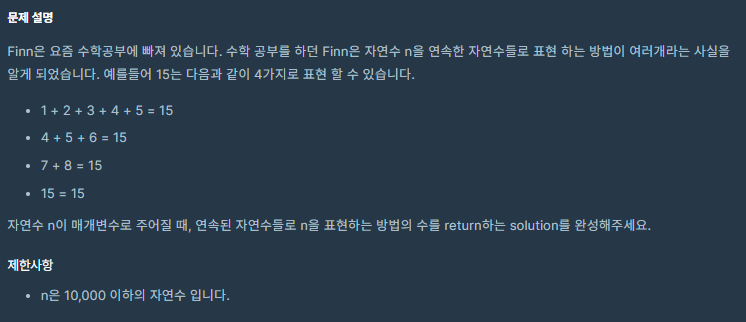 문제 설명
Finn은 요즘 수학공부에 빠져 있습니다. 수학 공부를 하던 Finn은 자연수 n을 연속한 자연수들로 표현 하는 방법이 여러개라는 사실을
알게 되었습니다. 예를들어 15는 다음과 같이 4가지로 표현 할 수 있습니다.
• 1 + 2 + 3 + 4 + 5 = 15
• 4 + 5 + 6 = 15
• 7 + 8 = 15
• 15 = 15
자연수 n이 매개변수로 주어질 때, 연속된 자연수들로 n을 표현하는 방법의 수를 return하는 solution를 완성해주세요.
제한사항
• n은 10,000 이하의 자연수 입니다.